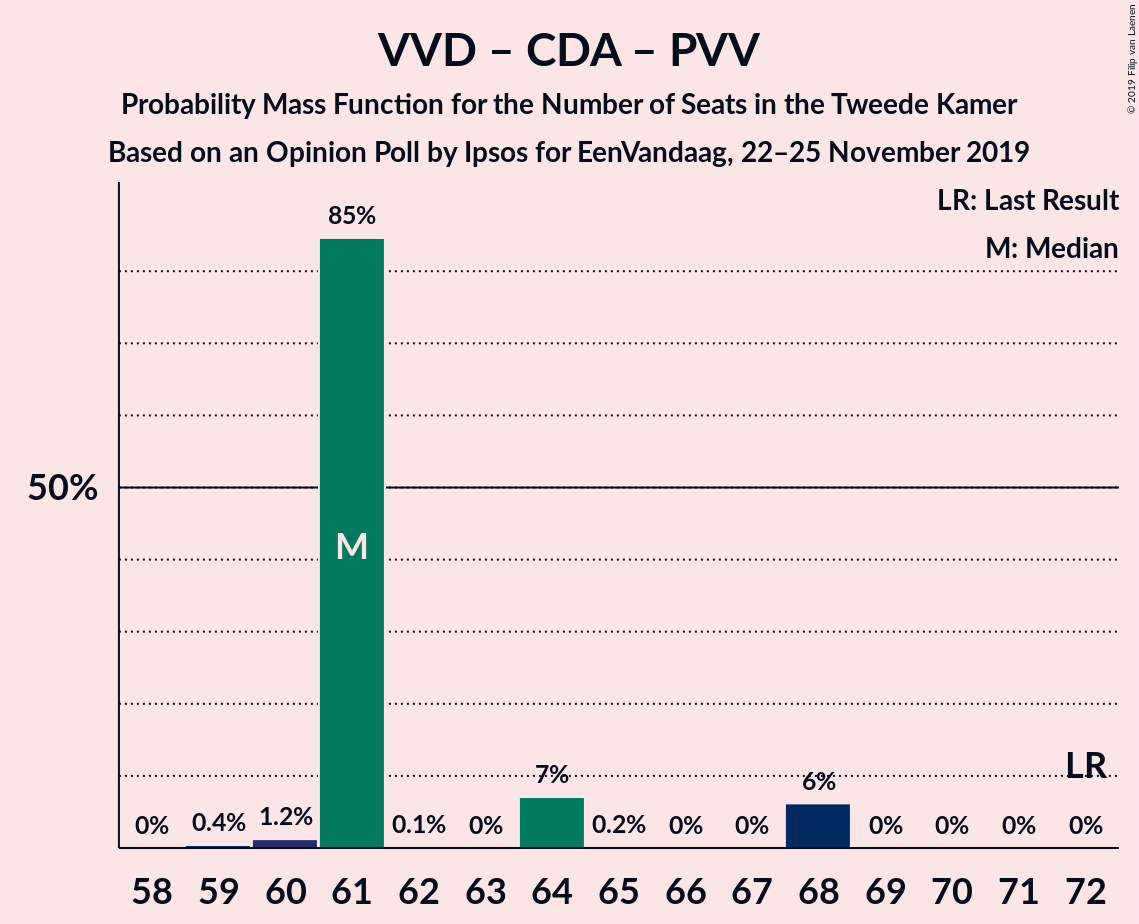 VVD – CDA – PVV
Probability Mass Function for the Number of Seats in the Tweede Kamer
Based on an Opinion Poll by Ipsos for EenVandaag, 22–25 November 2019
© 2019 Filip van Laenen
LR: Last Result
M: Median
85%
50%
M
LR
0% 0.4% 1.2% 0.1% 0% 7% 0.2% 0% 0% 6% 0% 0% 0% 0%
58 59 60 61 62 63 64 65 66 67 68 69 70 71 72